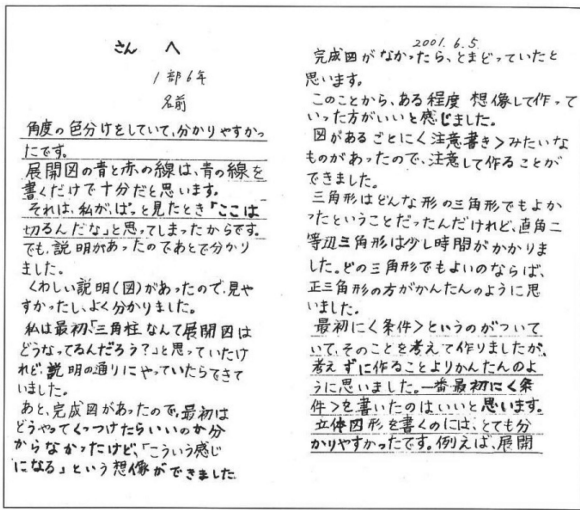 さん へ
1部6年
名前
角度の色分けをしていて、分かりやすかっ
たです。
展開図の青と赤の線は、青の線を
書くだけで十分だと思います。
それは、私が、ぱっと見たとき「ここは
切るんだな」と思ってしまったからです。
でも、説明があったのであとで分かり
ました。
くわしい説明(図)があったので、見や
すかったし、よく分かりました。
私は最初「三角柱なんて展開図は
どうなってるんだろう?」と思っていたけ
れど、説明の通りにやっていたらできて
いました。
あと、完成図があったので、最初は
どうやってくっつけたらいいのか分
からなかったけど、「こういう感じ
になる」という想像ができました。
2001.6.5
完成図がなかったら、とまどっていたと
思います。
このことから、ある程度 想像して作って
いった方がいいと感じました。
図があるごとに<注意書き>みたいな
ものがあったので、注意して作ることが
できました。
三角形はどんな形の三角形でもよか
ったということだったんだけれど、直角二
等辺三角形は少し時間がかかりま
した。どの三角形でもよいのならば、
正三角形の方がかんたんのように思
いました。
最初に<条件>というのがついて
いて、そのことを考えて作りましたが、
考えずに作ることよりかんたんのよ
うに思いました。一番最初に<条
件>を書いたのはいいと思います。
立体図形を書くのには、とても分
かりやすかったです。例えば、展開